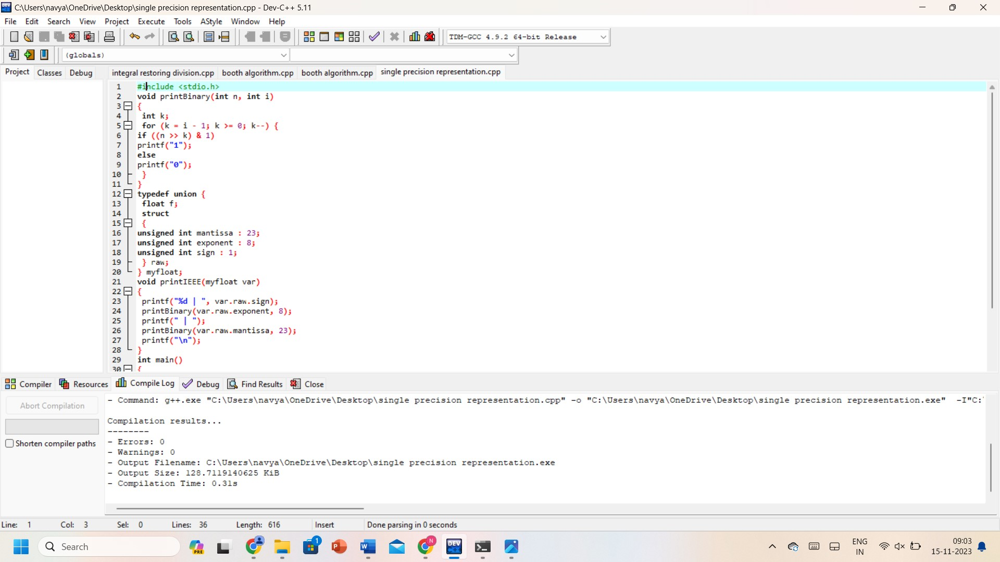 C:\Users\navya\OneDrive\Desktop\single precision representation.cpp - Dev-C++ 5.11
File Edit Search View Project Execute Tools AStyle Window Help
TDM-GCC 4.9.2 64-bit Release
(globals)
Project Classes Debug integral restoring division.cpp booth algorithm.cpp booth algorithm.cpp single precision representation.cpp
1 #include <stdio.h>
2 void printBinary(int n, int i)
3 {
4 int k;
5 for (k = i - 1; k >= 0; k--) {
6 if ((n >> k) & 1)
7 printf("1");
8 else
9 printf("0");
10 }
11 }
12 typedef union {
13 float f;
14 struct
15 {
16 unsigned int mantissa : 23;
17 unsigned int exponent : 8;
18 unsigned int sign : 1;
19 } raw;
20 } myfloat;
21 void printIEEE(myfloat var)
22 {
23 printf("%d | ", var.raw.sign);
24 printBinary(var.raw.exponent, 8);
25 printf(" | ");
26 printBinary(var.raw.mantissa, 23);
27 printf("\n");
28 }
29 int main()
30 {
Compiler Resources Compile Log Debug Find Results Close
Abort Compilation
Shorten compiler paths
- Command: g++.exe "C:\Users\navya\OneDrive\Desktop\single precision representation.cpp" -o "C:\Users\navya\OneDrive\Desktop\single precision representation.exe" -I"C:
Compilation results...
--------
- Errors: 0
- Warnings: 0
- Output Filename: C:\Users\navya\OneDrive\Desktop\single precision representation.exe
- Output Size: 128.7119140625 KiB
- Compilation Time: 0.31s
Line: 1 Col: 3 Sel: 0 Lines: 36 Length: 616 Insert Done parsing in 0 seconds
Search PRE 1 N DEV ENG 09:03
IN 15-11-2023